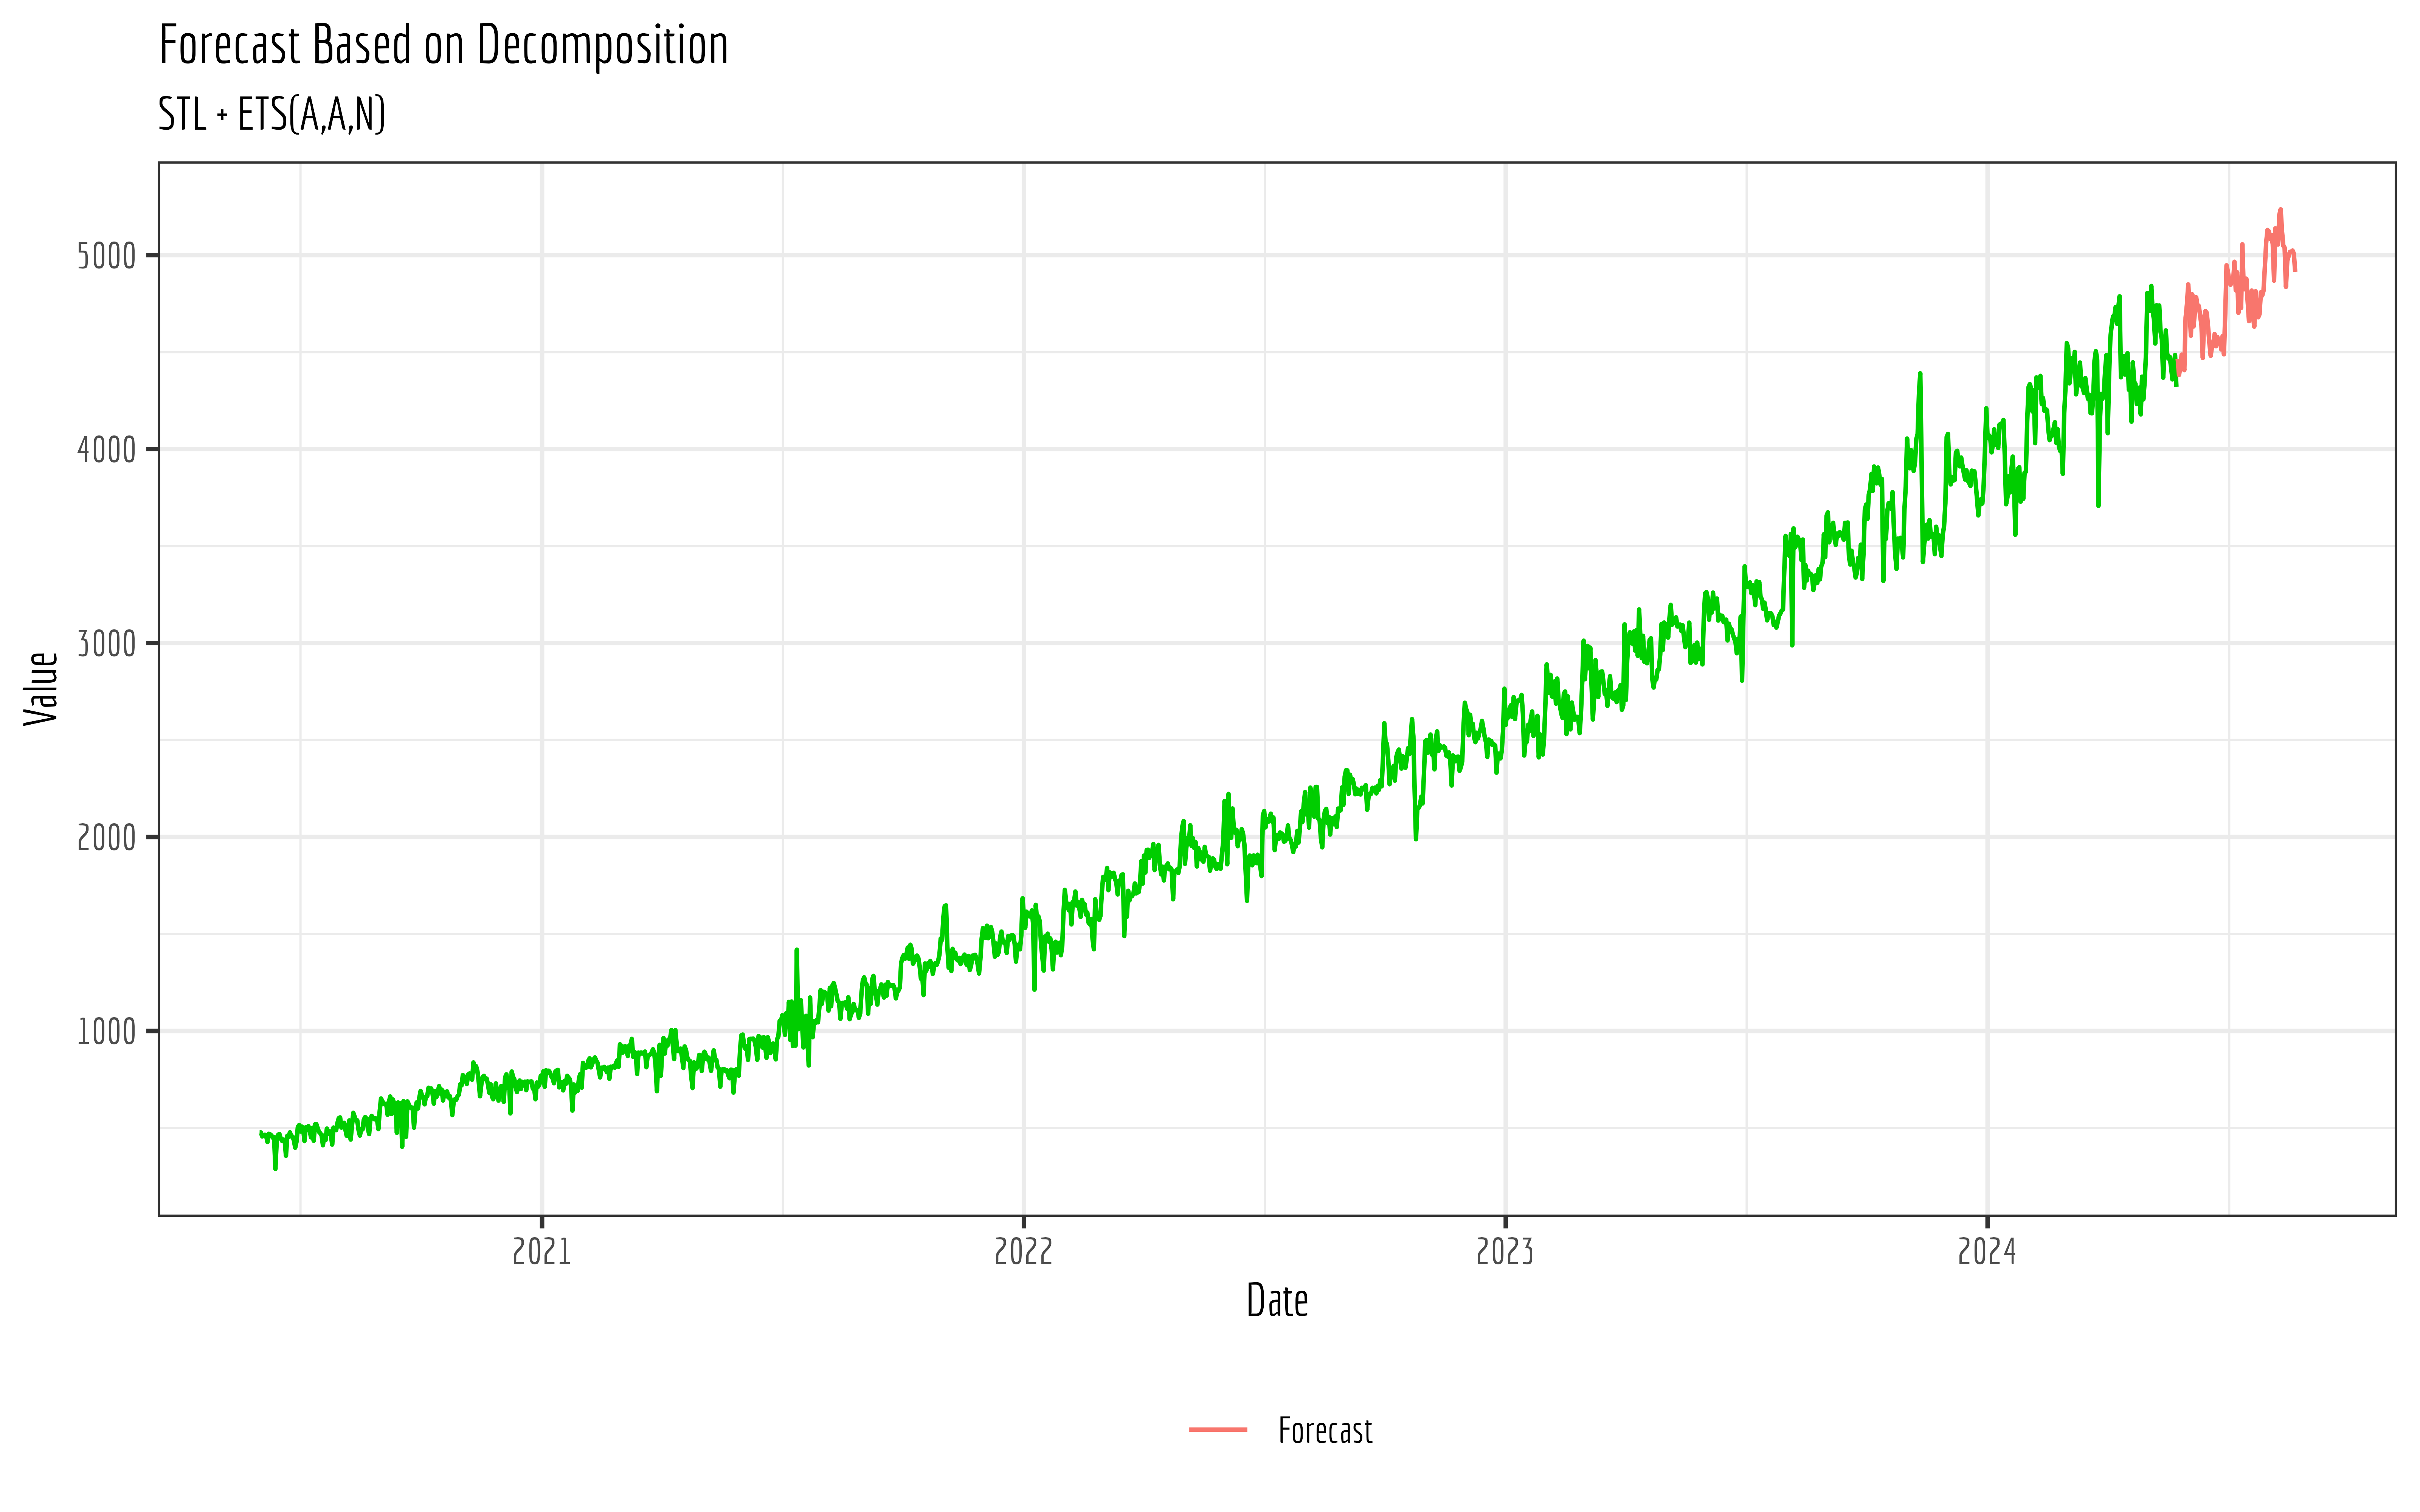 Forecast Based on Decomposition
STL + ETS(A,A,N)
5000
4000
3000
2000
1000
Value
2021 2022 2023 2024
Date
Forecast